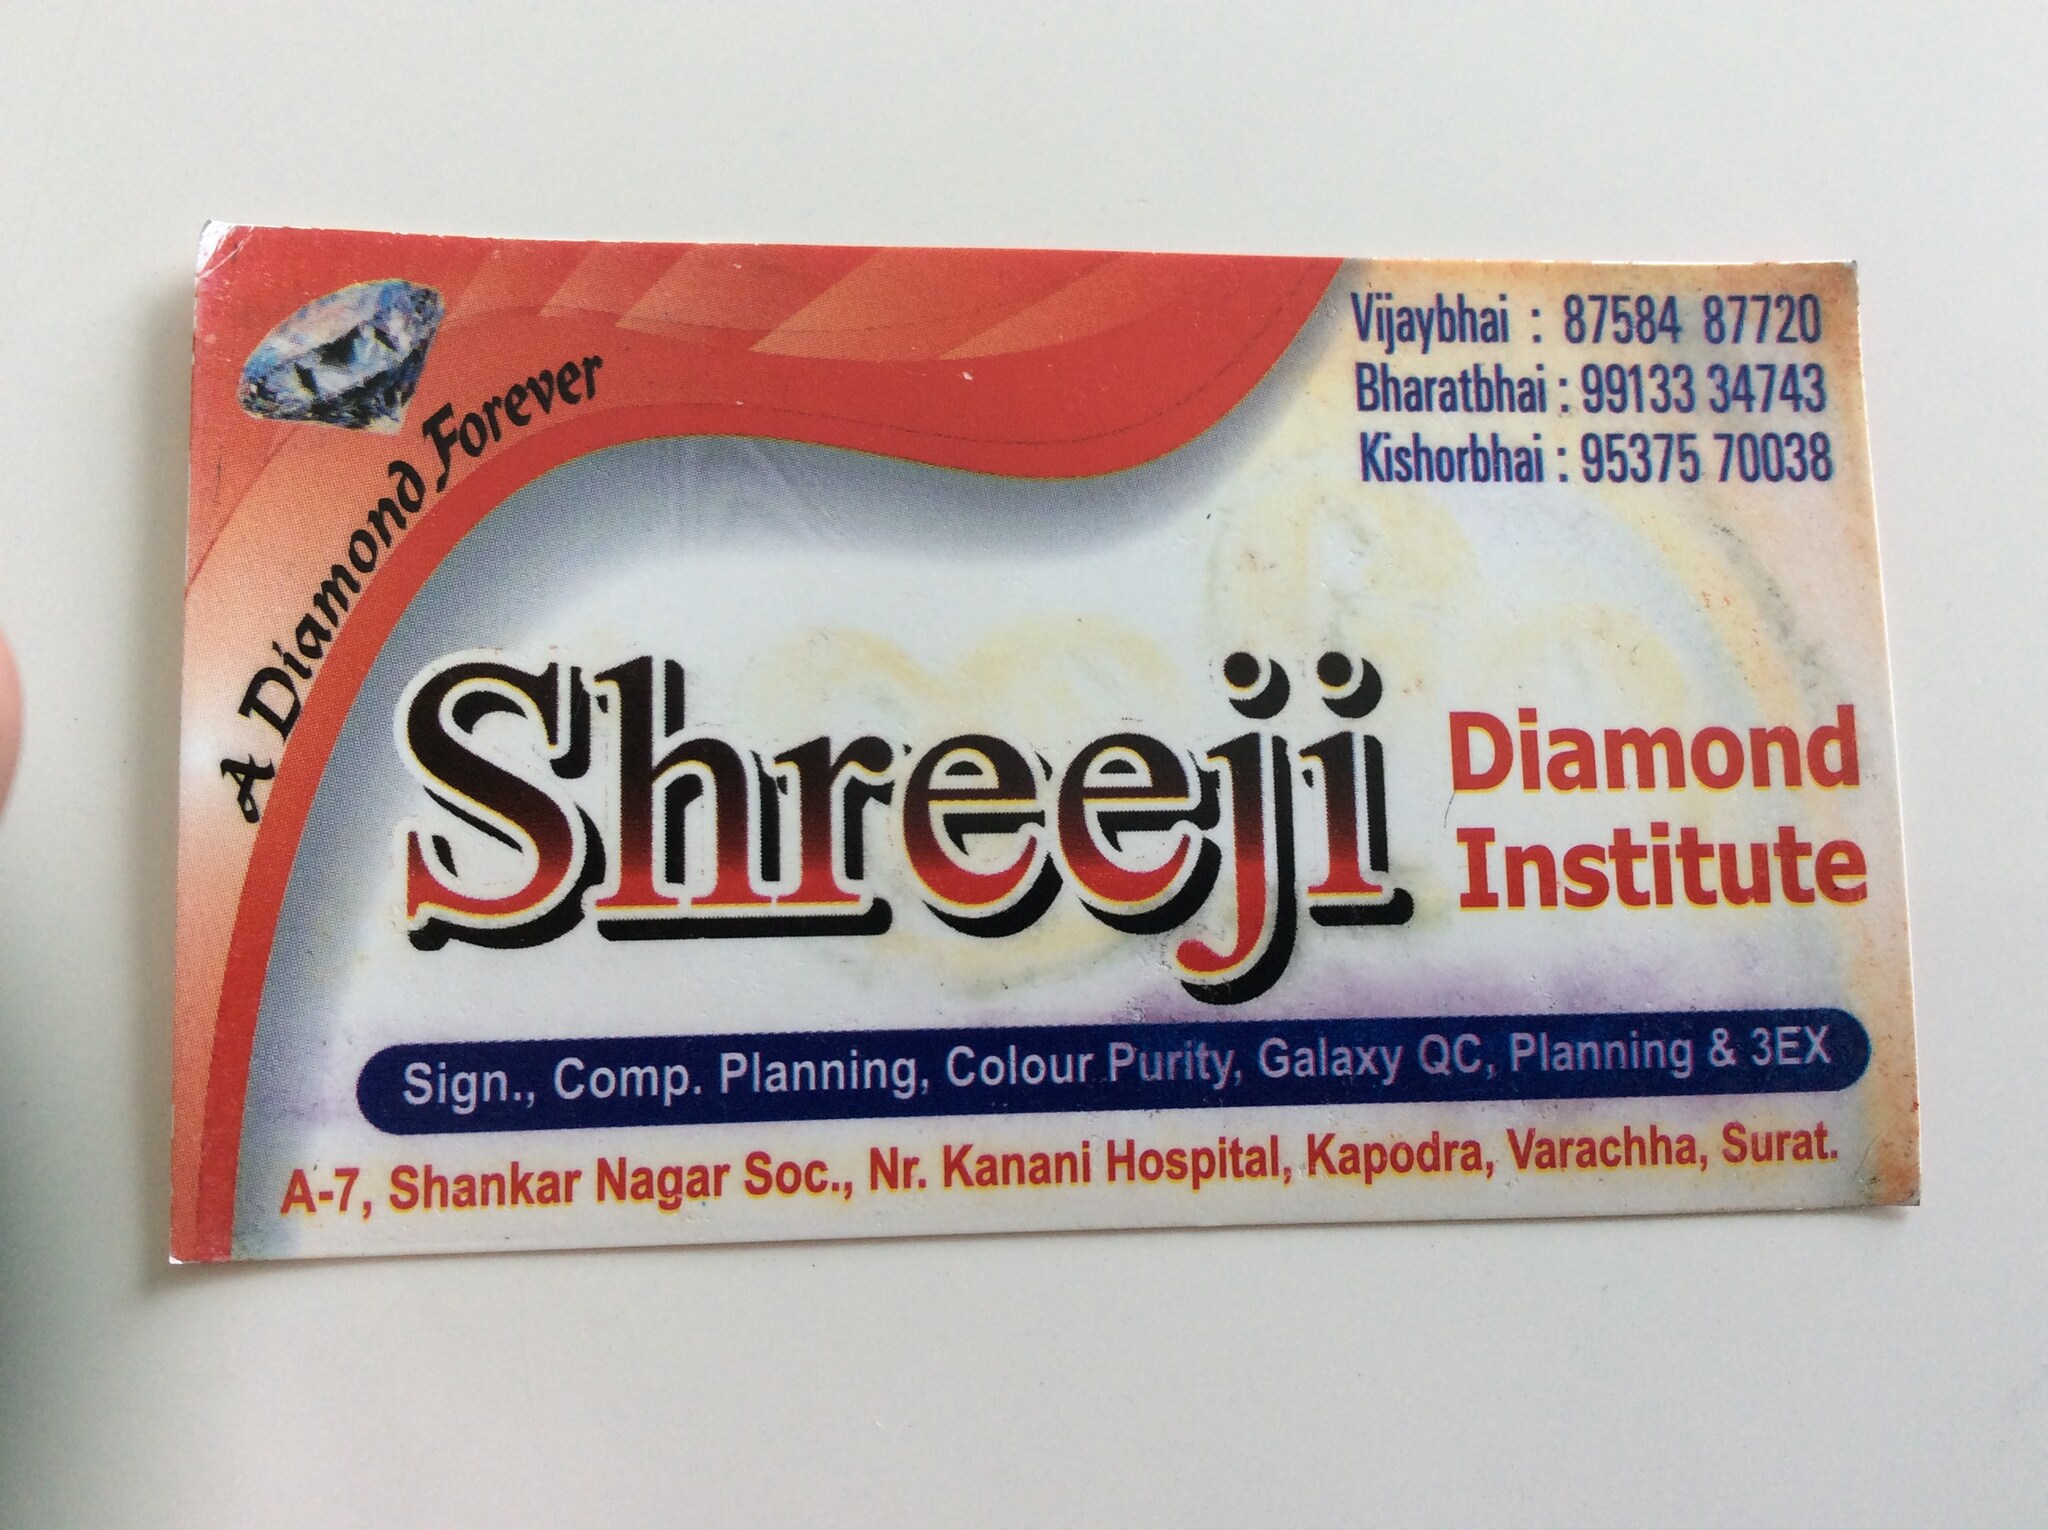 A Diamond Forever
Vijaybhai : 87584 87720
Bharatbhai : 99133 34743
Kishorbhai : 95375 70038
Shreeji
Diamond
Institute
Sign., Comp. Planning, Colour Purity, Galaxy QC, Planning & 3EX
A-7, Shankar Nagar Soc., Nr. Kanani Hospital, Kapodra, Varachha, Surat.